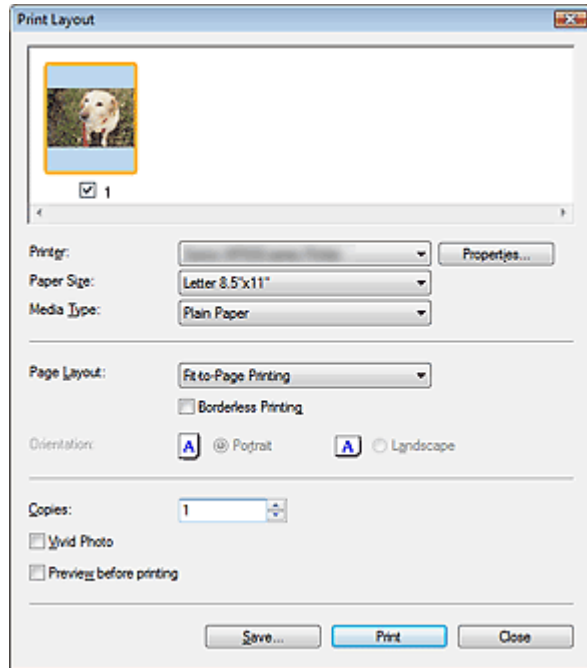 Print Layout
1
Printer:
Properties...
Paper Size: Letter 8.5"x11"
Media Type: Plain Paper
Page Layout: Fit-to-Page Printing
Borderless Printing
Orientation: A Portrait A Landscape
Copies: 1
Vivid Photo
Preview before printing
Save... Print Close